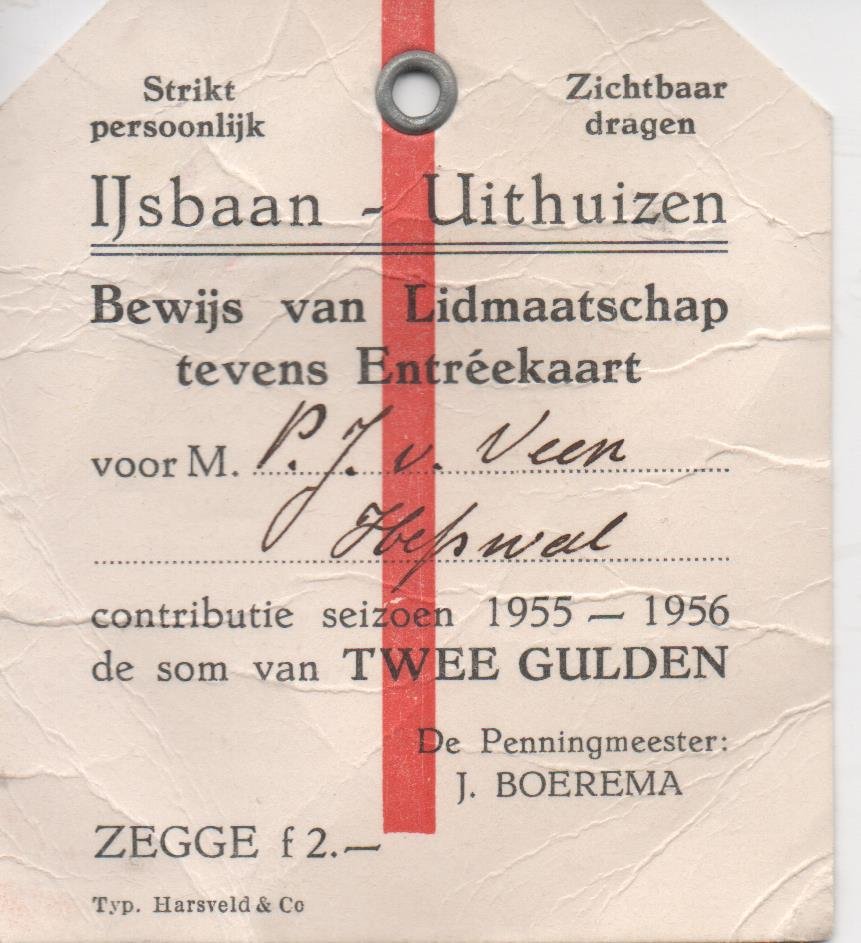 Strikt
persoonlijk
Zichtbaar
dragen
IJsbaan - Uithuizen
Bewijs van Lidmaatschap
tevens Entréekaart
voor M. P. J. v. Veen
contributie seizoen 1955 — 1956
de som van TWEE GULDEN
De Penningmeester:
J. BOEREMA
ZEGGE f 2.—
Typ. Harsveld & Co